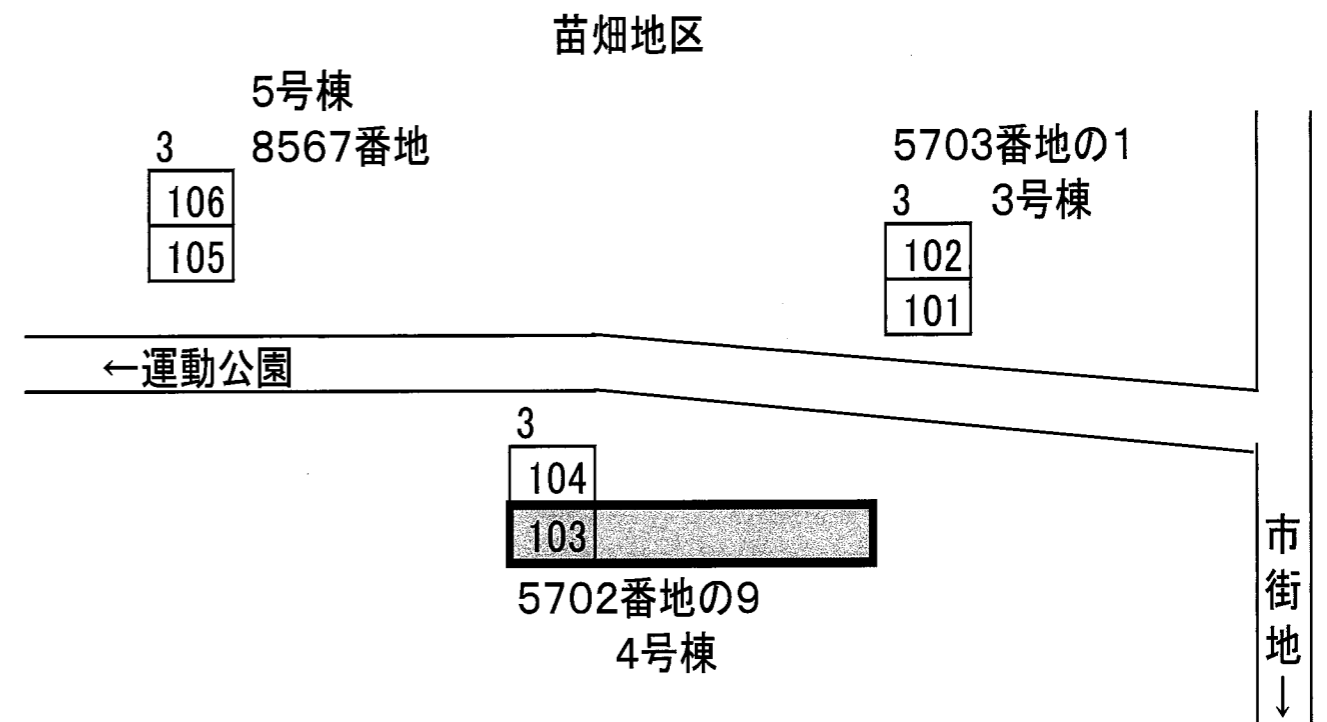 苗畑地区
5号棟
3 8567番地
106
105
5703番地の1
3 3号棟
102
101
←運動公園
3
104
103
5702番地の9
4号棟
市街地↓